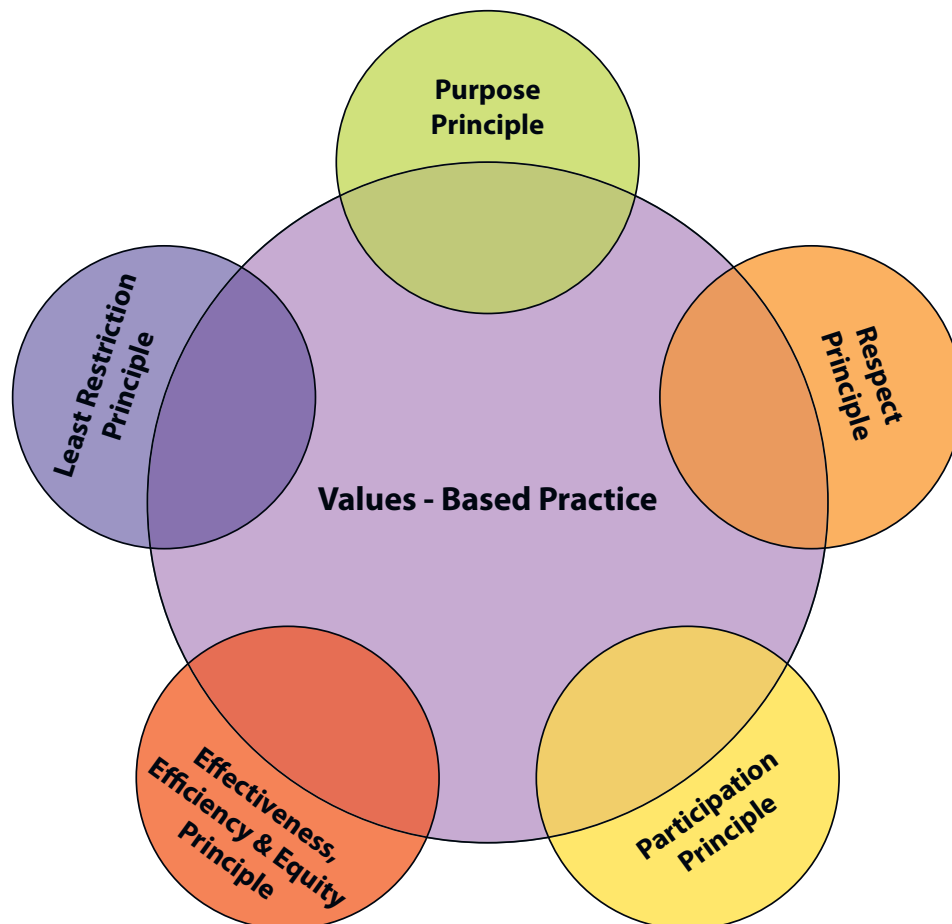 Purpose
Principle
Respect
Principle
Least Restriction
Principle
Values - Based Practice
Participation
Principle
Effectiveness,
Efficiency & Equity
Principle